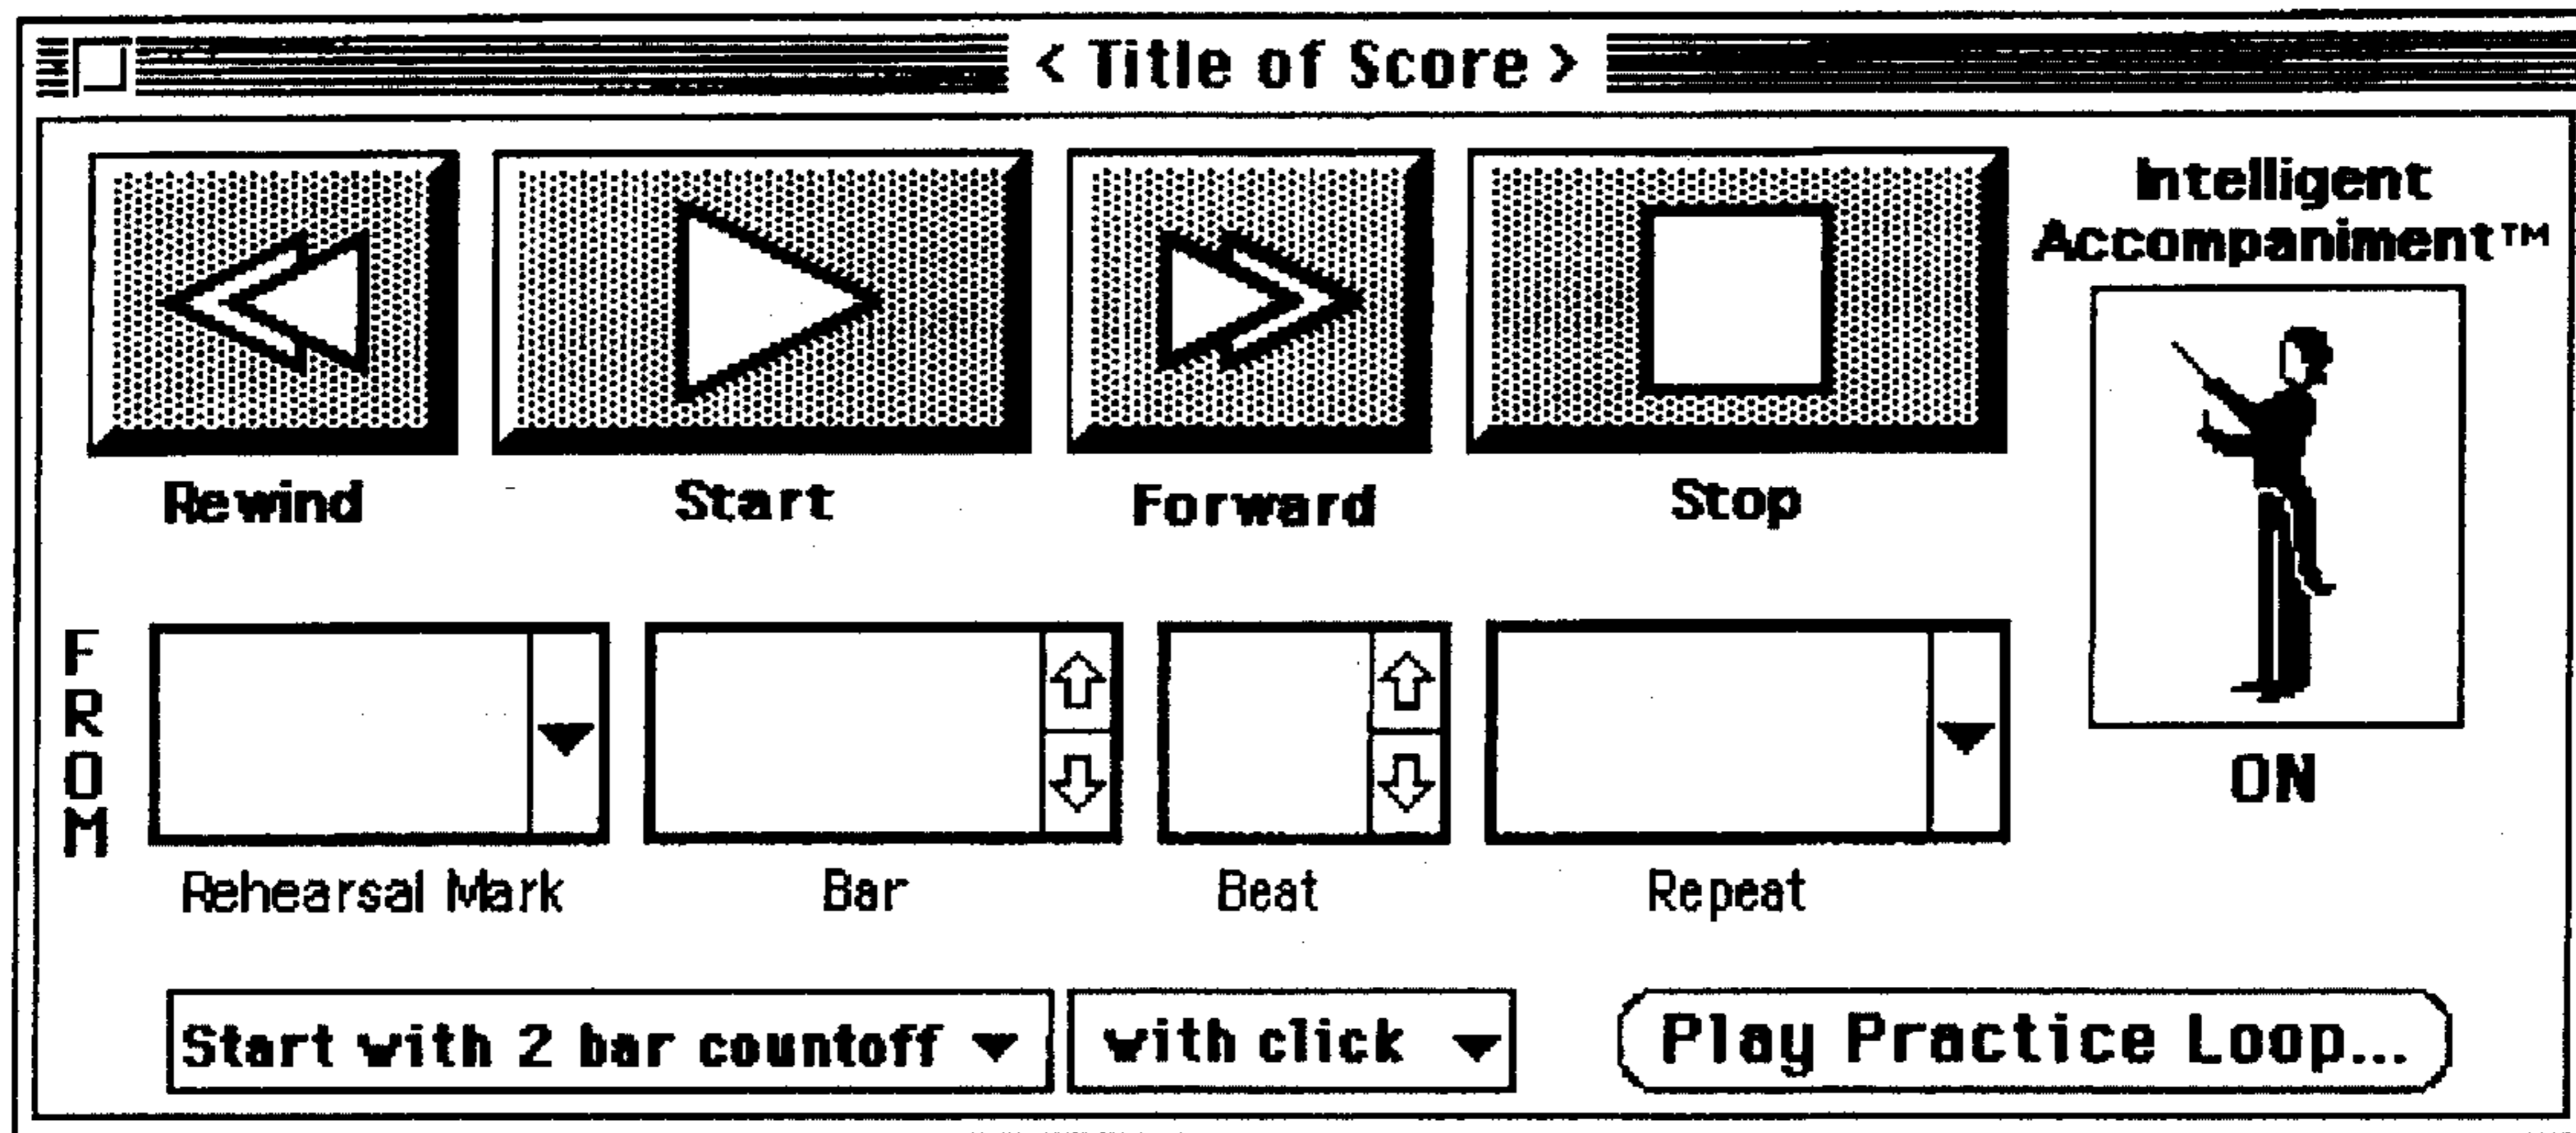 < Title of Score >
Intelligent
Accompaniment™
Rewind
Start
Forward
Stop
ON
FROM
Rehearsal Mark
Bar
Beat
Repeat
Start with 2 bar countoff
with click
Play Practice Loop...